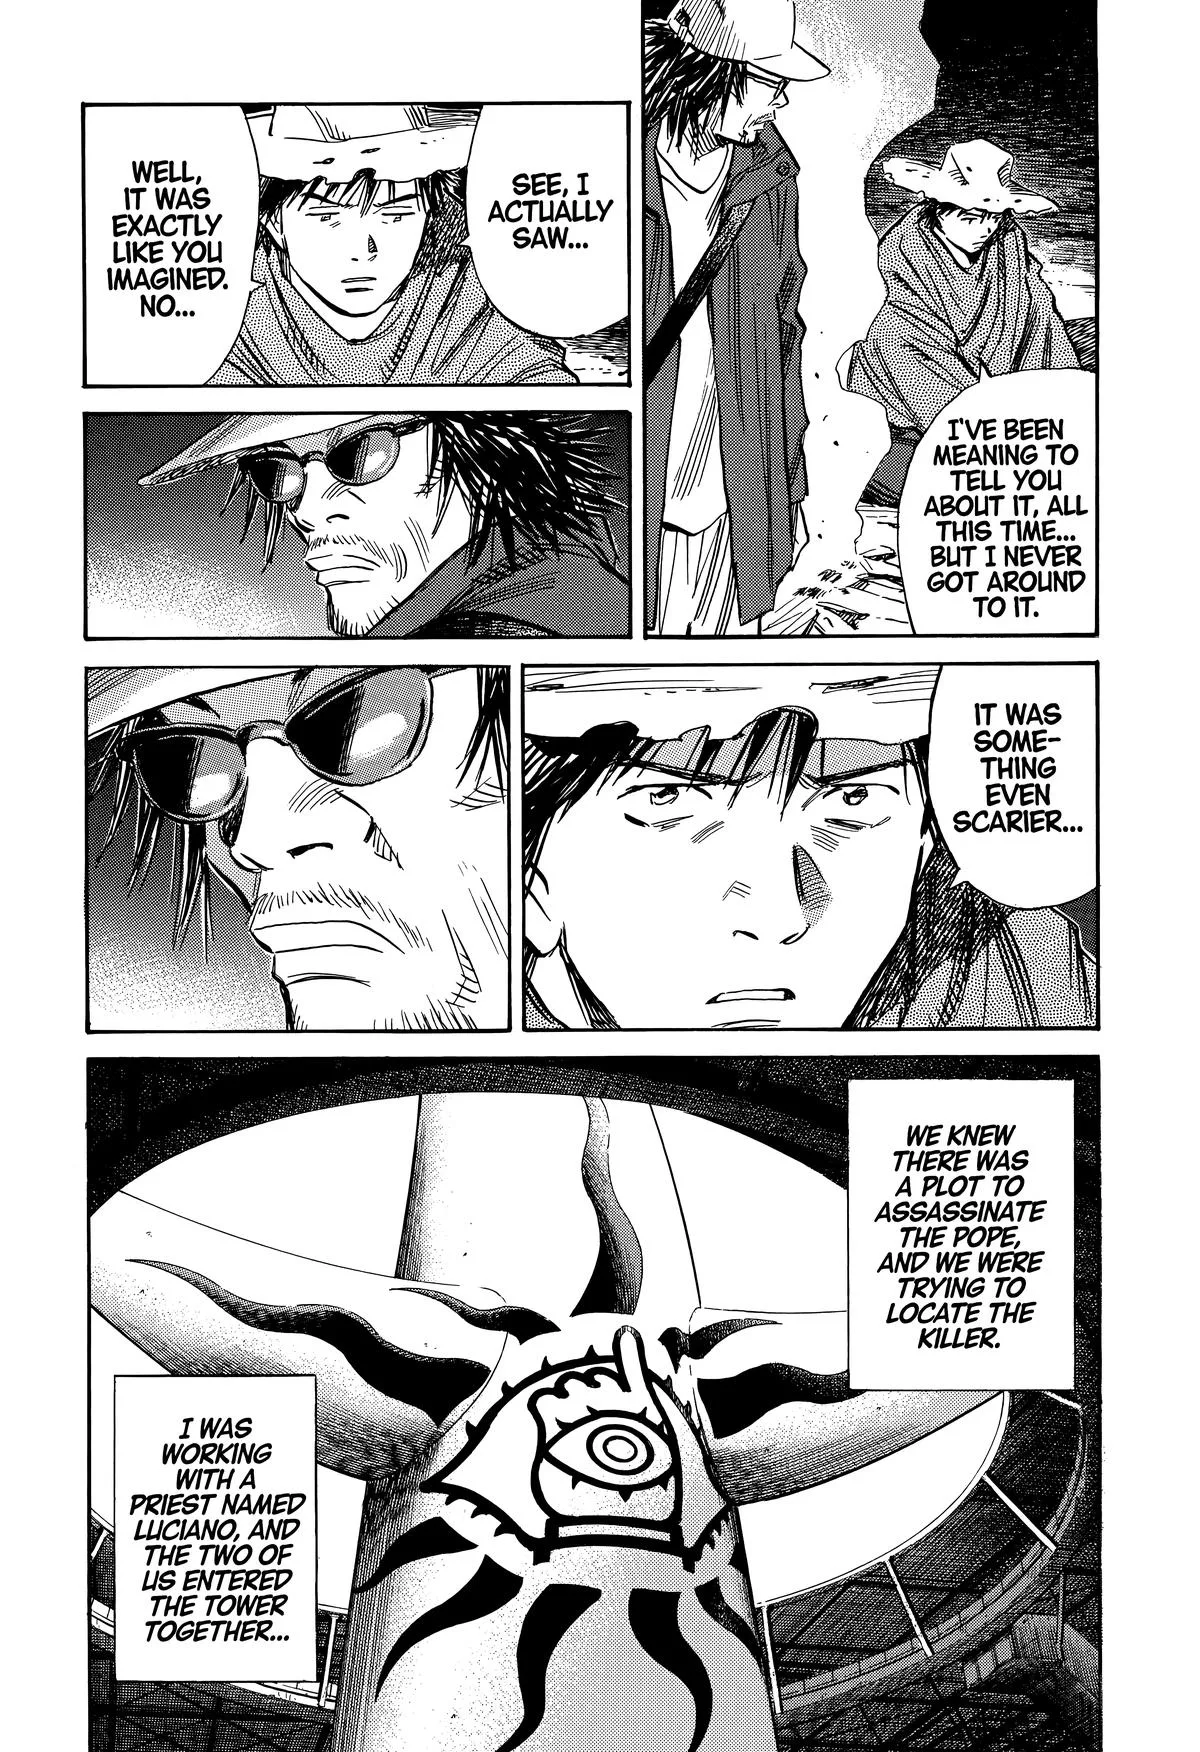 I'VE BEEN
MEANING TO
TELL YOU
ABOUT IT, ALL
THIS TIME...
BUT I NEVER
GOT AROUND
TO IT.
SEE, I
ACTUALLY
SAW...
WELL,
IT WAS
EXACTLY
LIKE YOU
IMAGINED.
NO...
IT WAS
SOME-
THING
EVEN
SCARIER...
WE KNEW
THERE WAS
A PLOT TO
ASSASSINATE
THE POPE,
AND WE WERE
TRYING TO
LOCATE THE
KILLER.
I WAS
WORKING
WITH A
PRIEST NAMED
LUCIANO, AND
THE TWO OF
US ENTERED
THE TOWER
TOGETHER...